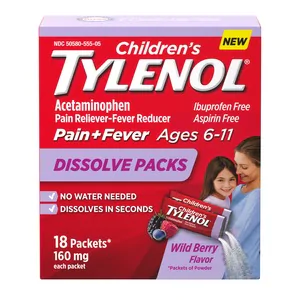 NDC 50580-555-05
NEW
Children's
TYLENOL®
Acetaminophen
Pain Reliever-Fever Reducer
Ibuprofen Free
Aspirin Free
Pain+Fever Ages 6-11
DISSOLVE PACKS
NO WATER NEEDED
DISSOLVES IN SECONDS
Children's
TYLENOL
18 Packets*
160 mg
each packet
Wild Berry
Flavor
*Packets of Powder